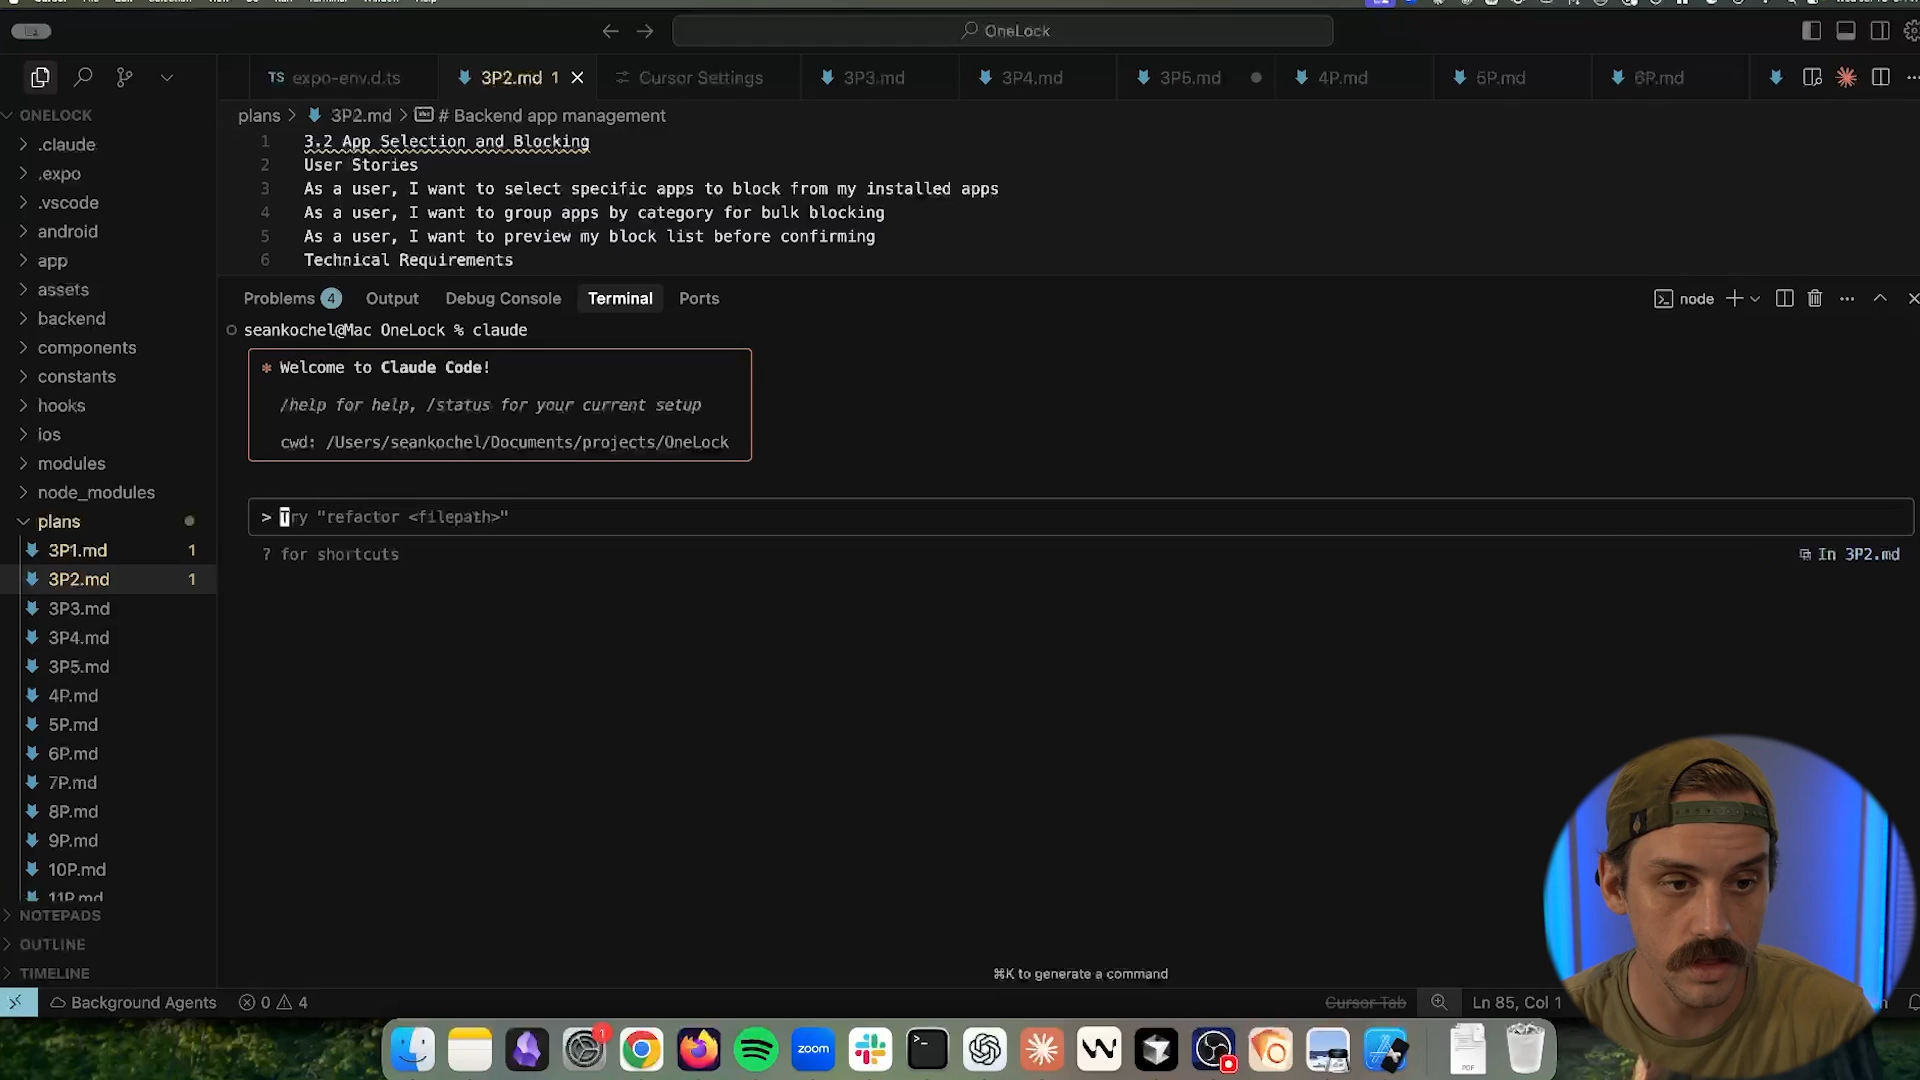 OneLock
TS expo-env.d.ts
3P2.md 1
Cursor Settings
3P3.md
3P4.md
3P5.md
4P.md
5P.md
6P.md
ONELOCK
.claude
.expo
.vscode
android
app
assets
backend
components
constants
hooks
ios
modules
node_modules
plans
3P1.md 1
3P2.md 1
3P3.md
3P4.md
3P5.md
4P.md
5P.md
6P.md
7P.md
8P.md
9P.md
10P.md
11P.md
NOTEPADS
OUTLINE
TIMELINE
plans > 3P2.md > # Backend app management
1 3.2 App Selection and Blocking
2 User Stories
3 As a user, I want to select specific apps to block from my installed apps
4 As a user, I want to group apps by category for bulk blocking
5 As a user, I want to preview my block list before confirming
6 Technical Requirements
Problems 4 Output Debug Console Terminal Ports
node
seankochel@Mac OneLock % claude
* Welcome to Claude Code!
/help for help, /status for your current setup
cwd: /Users/seankochel/Documents/projects/OneLock
> Try "refactor <filepath>"
? for shortcuts
In 3P2.md
⌘K to generate a command
Background Agents 0 4
Cursor Tab
Ln 85, Col 1
1
zoom
PDF